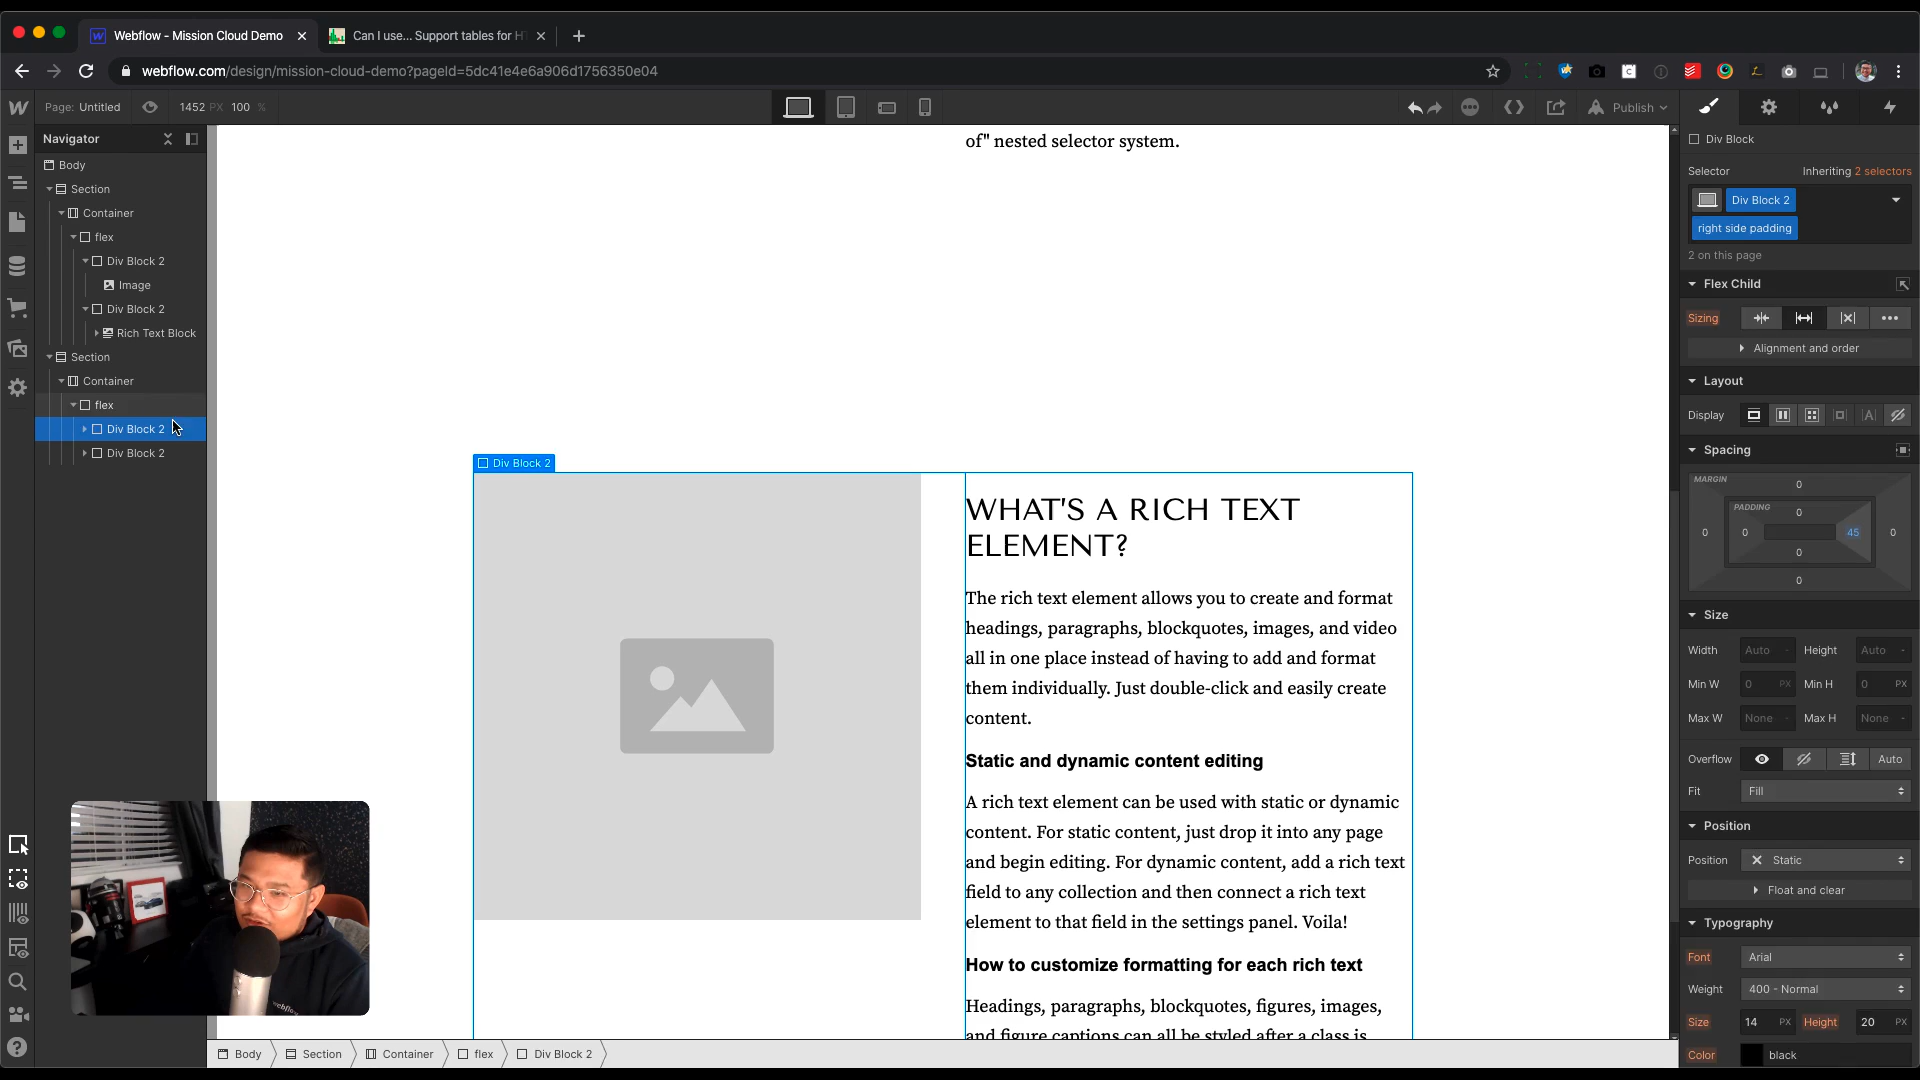 Webflow - Mission Cloud Demo
Can I use... Support tables for HT
webflow.com/design/mission-cloud-demo?pageId=5dc41e4e6a906d1756350e04
Page: Untitled
1452 PX 100 %
Publish
Navigator
Body
Section
Container
flex
Div Block 2
Image
Div Block 2
Rich Text Block
Section
Container
flex
Div Block 2
Div Block 2
of" nested selector system.
Div Block 2
WHAT'S A RICH TEXT
ELEMENT?
The rich text element allows you to create and format
headings, paragraphs, blockquotes, images, and video
all in one place instead of having to add and format
them individually. Just double-click and easily create
content.
Static and dynamic content editing
A rich text element can be used with static or dynamic
content. For static content, just drop it into any page
and begin editing. For dynamic content, add a rich text
field to any collection and then connect a rich text
element to that field in the settings panel. Voila!
How to customize formatting for each rich text
Headings, paragraphs, blockquotes, figures, images,
and figure captions can all be styled after a class is
webflow
Body
Section
Container
flex
Div Block 2
Div Block
Selector
Inheriting 2 selectors
Div Block 2
right side padding
2 on this page
Flex Child
Sizing
Alignment and order
Layout
Display
Spacing
MARGIN
0
PADDING
0
0
0
45
0
0
0
Size
Width Auto - Height Auto -
Min W 0 PX Min H 0 PX
Max W None - Max H None -
Overflow Auto
Fit Fill
Position
Position Static
Float and clear
Typography
Font Arial
Weight 400 - Normal
Size 14 PX Height 20 PX
Color black